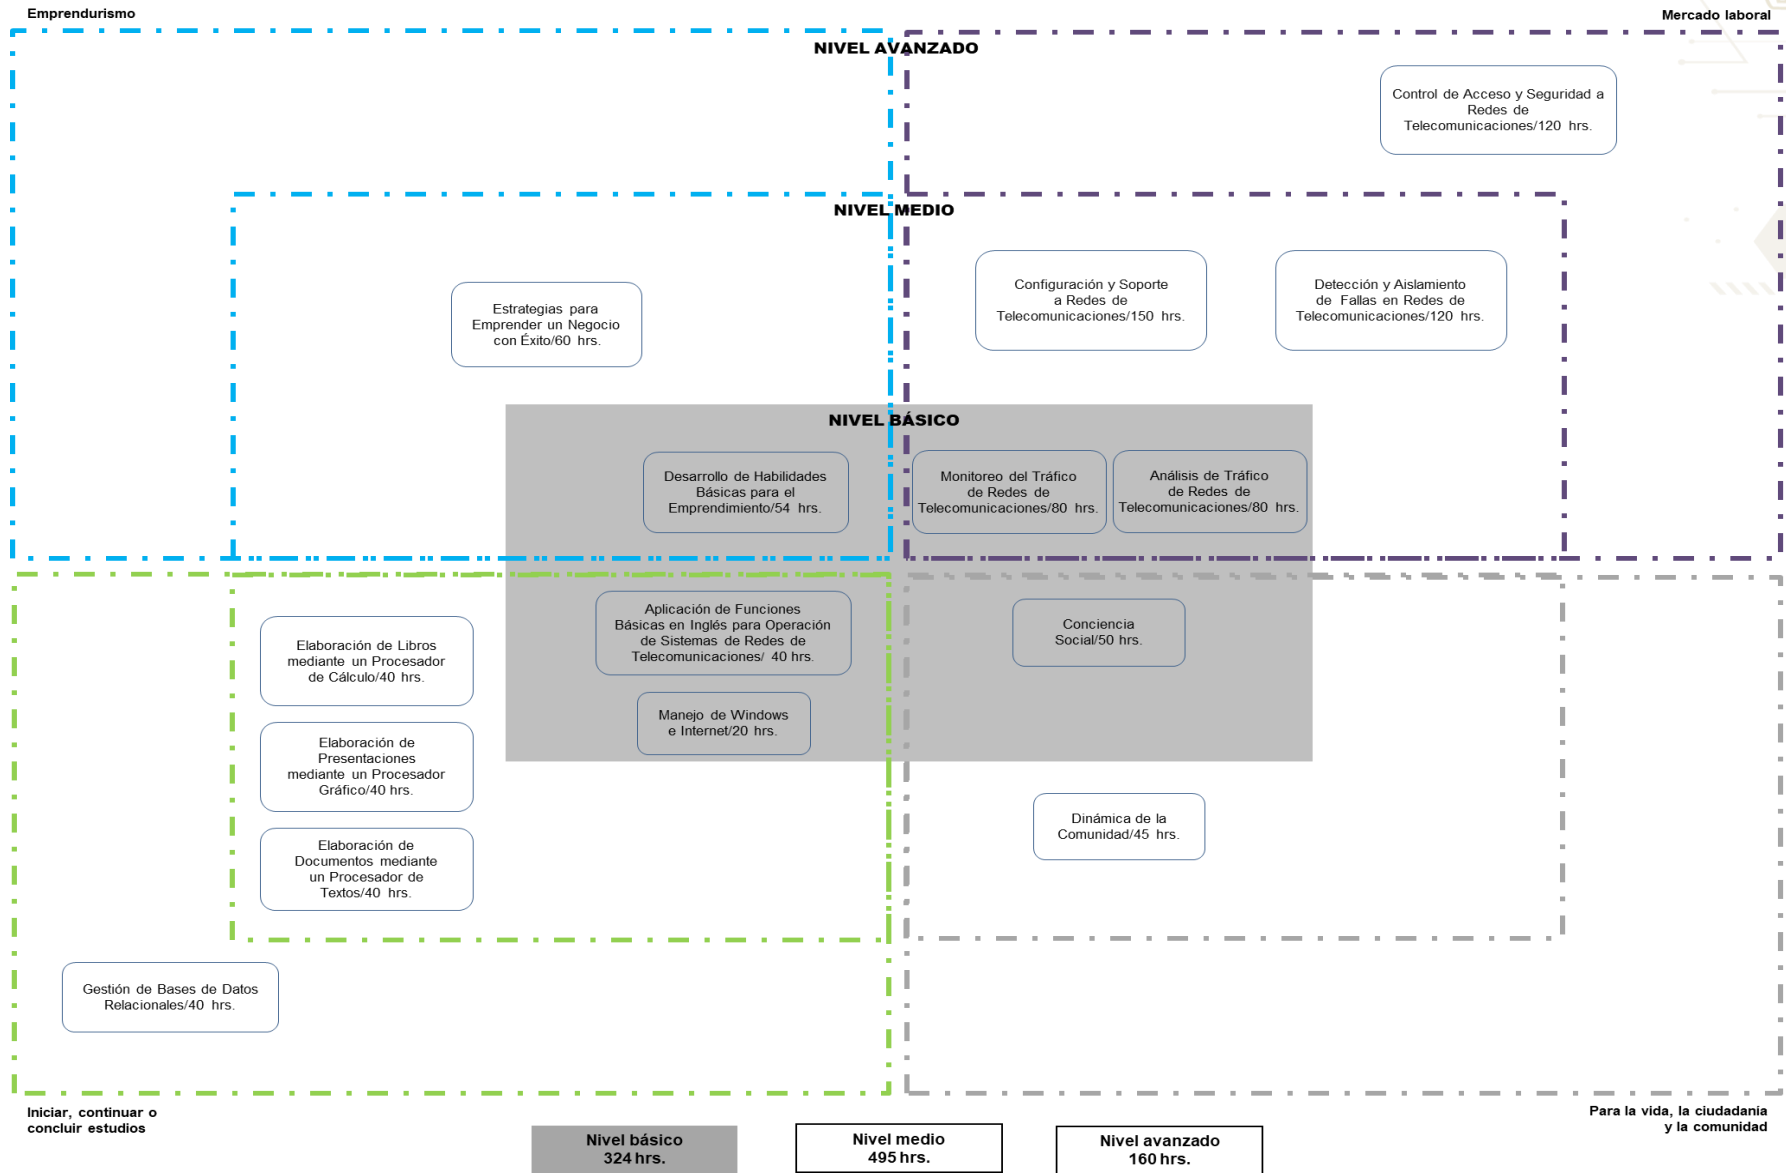 Emprendurismo
Mercado laboral
NIVEL AVANZADO
Control de Acceso y Seguridad a
Redes de
Telecomunicaciones/120 hrs.
NIVEL MEDIO
Estrategias para
Emprender un Negocio
con Éxito/60 hrs.
Configuración y Soporte
a Redes de
Telecomunicaciones/150 hrs.
Detección y Aislamiento
de Fallas en Redes de
Telecomunicaciones/120 hrs.
NIVEL BÁSICO
Desarrollo de Habilidades
Básicas para el
Emprendimiento/54 hrs.
Monitoreo del Tráfico
de Redes de
Telecomunicaciones/80 hrs.
Análisis de Tráfico
de Redes de
Telecomunicaciones/80 hrs.
Elaboración de Libros
mediante un Procesador
de Cálculo/40 hrs.
Aplicación de Funciones
Básicas en Inglés para Operación
de Sistemas de Redes de
Telecomunicaciones/ 40 hrs.
Conciencia
Social/50 hrs.
Manejo de Windows
e Internet/20 hrs.
Elaboración de
Presentaciones
mediante un Procesador
Gráfico/40 hrs.
Dinámica de la
Comunidad/45 hrs.
Elaboración de
Documentos mediante
un Procesador de
Textos/40 hrs.
Gestión de Bases de Datos
Relacionales/40 hrs.
Iniciar, continuar o
concluir estudios
Para la vida, la ciudadanía
y la comunidad
Nivel básico
324 hrs.
Nivel medio
495 hrs.
Nivel avanzado
160 hrs.